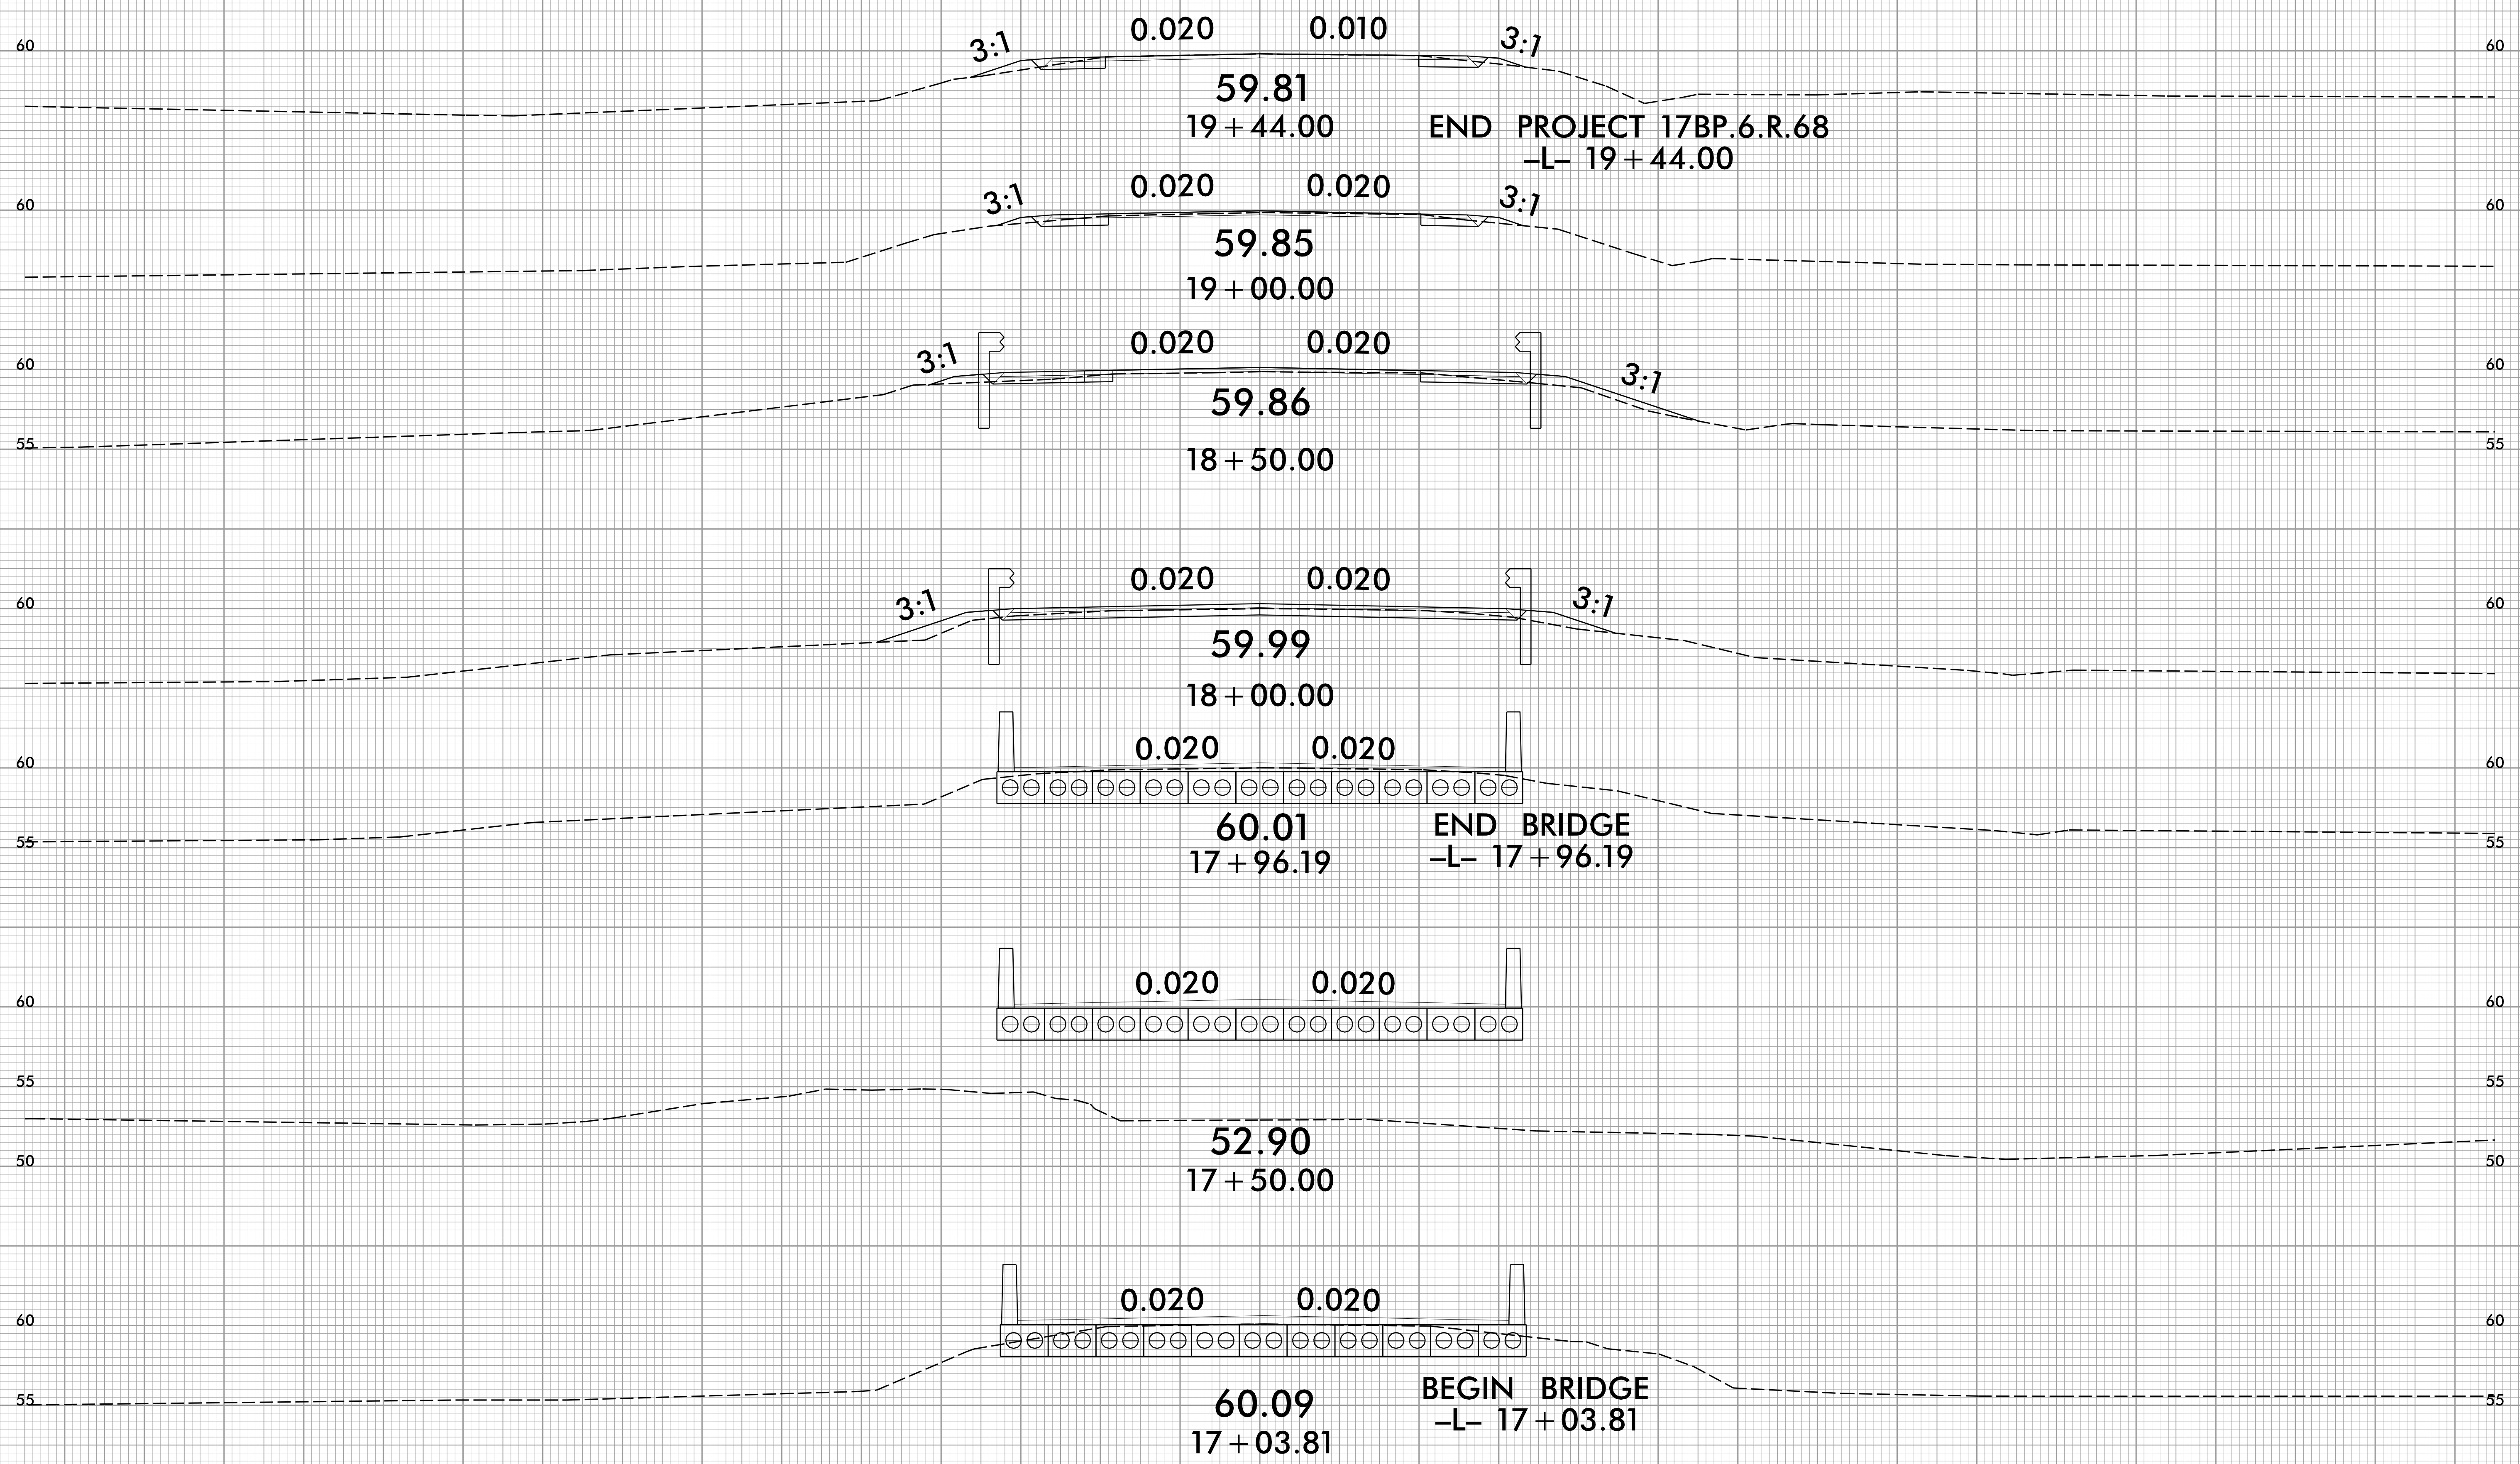 0.020 0.010
60 3:1 3:1 60
59.81
19+44.00 END PROJECT 17BP.6.R.68
–L– 19+44.00
0.020 0.020
60 3:1 3:1 60
59.85
19+00.00
0.020 0.020
60 3:1 3:1 60
59.86
55 55
18+50.00
0.020 0.020
60 3:1 3:1 60
59.99
18+00.00
0.020 0.020
60 60
60.01 END BRIDGE
55 55
17+96.19 –L– 17+96.19
0.020 0.020
60 60
55 55
52.90
50 50
17+50.00
0.020 0.020
60 60
55 60.09 BEGIN BRIDGE 55
–L– 17+03.81
17+03.81